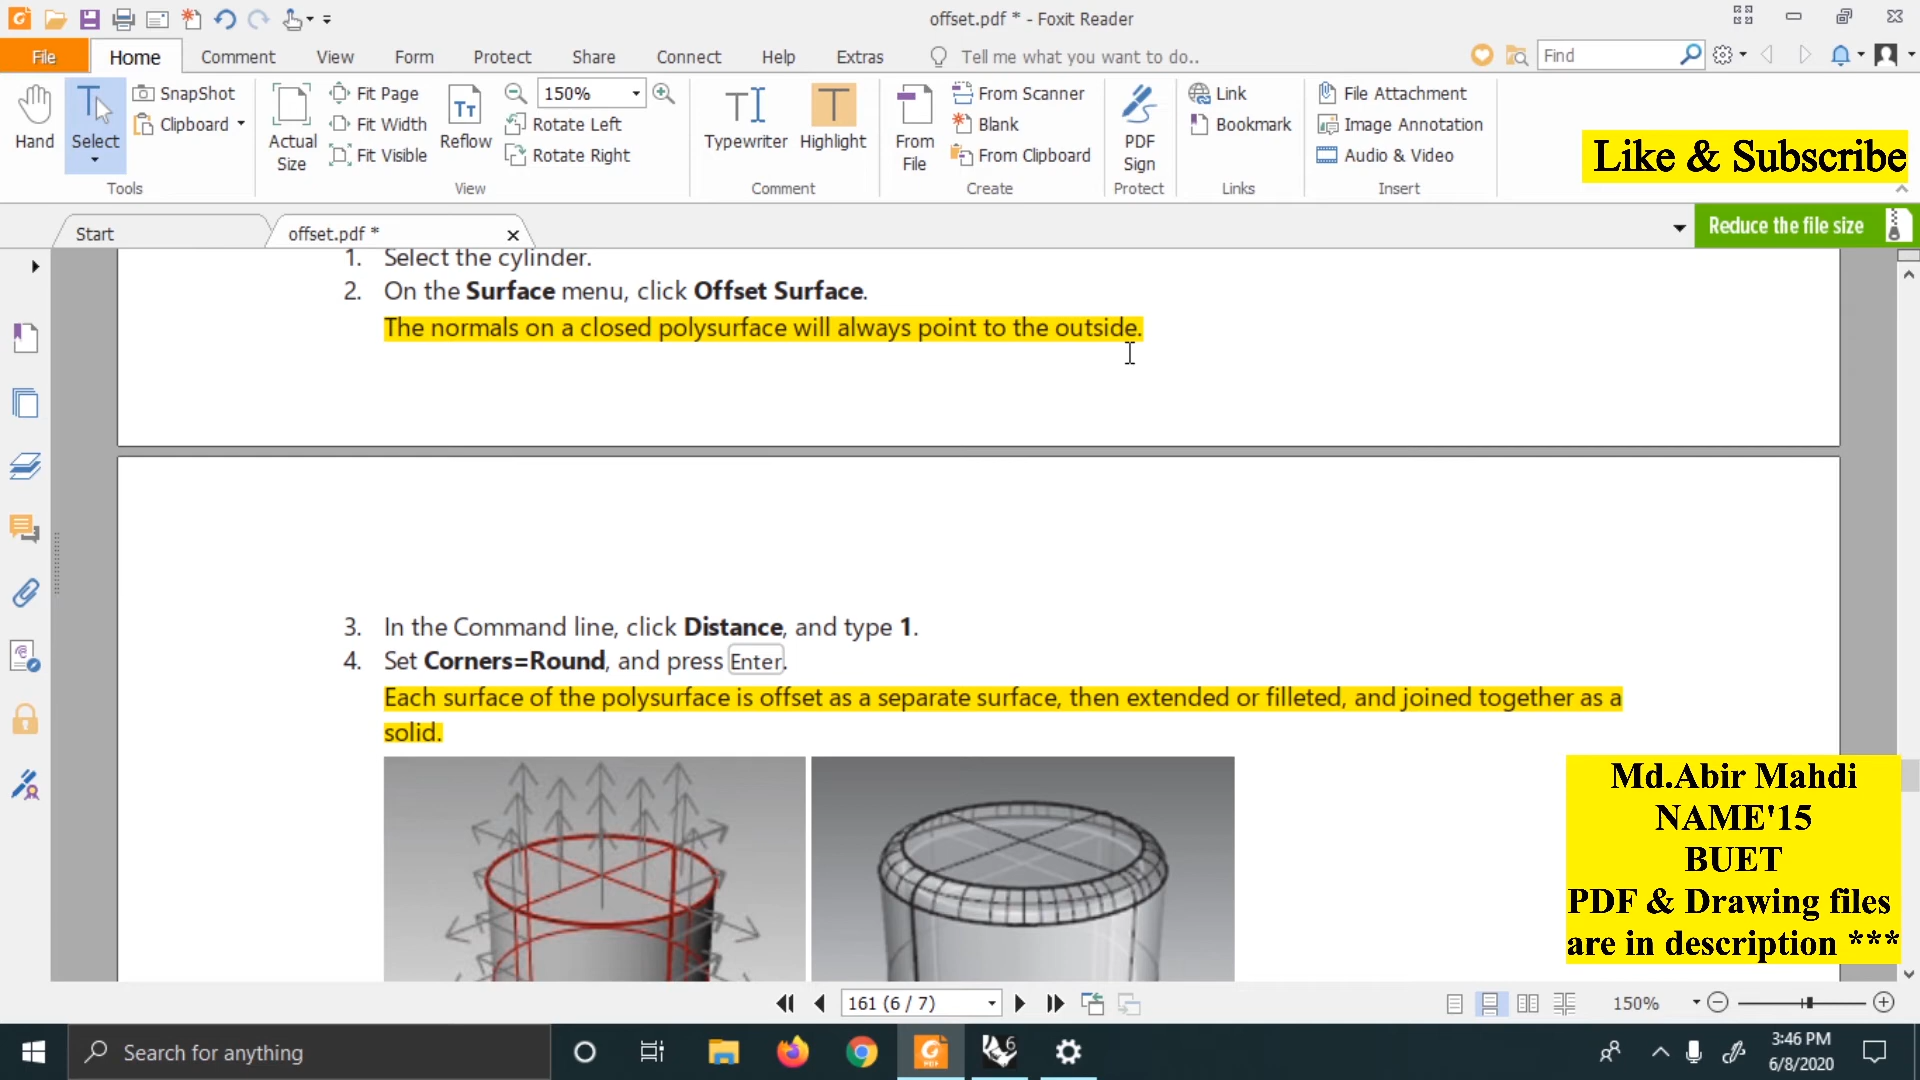 offset.pdf * - Foxit Reader
File Home Comment View Form Protect Share Connect Help Extras Tell me what you want to do.. Find
Hand
Select
SnapShot
Clipboard
Tools
Actual Size
Fit Page
Fit Width
Fit Visible
Reflow
150%
Rotate Left
Rotate Right
View
Typewriter
Highlight
Comment
From File
From Scanner
Blank
From Clipboard
Create
PDF Sign
Protect
Link
Bookmark
Links
File Attachment
Image Annotation
Audio & Video
Insert
Like & Subscribe
Start
offset.pdf *
Reduce the file size
1. Select the cylinder.
2. On the Surface menu, click Offset Surface.
The normals on a closed polysurface will always point to the outside.
3. In the Command line, click Distance, and type 1.
4. Set Corners=Round, and press Enter.
Each surface of the polysurface is offset as a separate surface, then extended or filleted, and joined together as a
solid.
Md.Abir Mahdi
NAME'15
BUET
PDF & Drawing files
are in description ***
161 (6 / 7)
150%
Search for anything
PDF
6
3:46 PM
6/8/2020